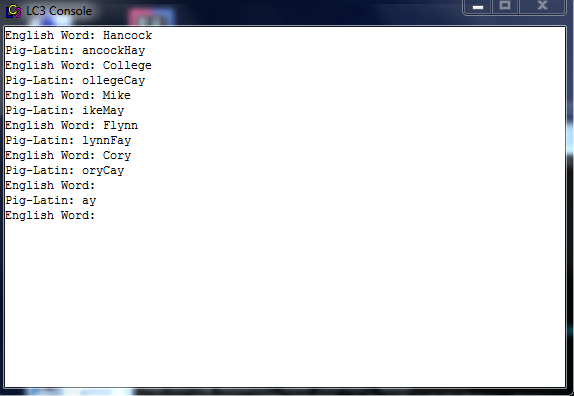 LC3 Console
English Word: Hancock
Pig-Latin: ancockHay
English Word: College
Pig-Latin: ollegeCay
English Word: Mike
Pig-Latin: ikeMay
English Word: Flynn
Pig-Latin: lynnFay
English Word: Cory
Pig-Latin: oryCay
English Word:
Pig-Latin: ay
English Word: